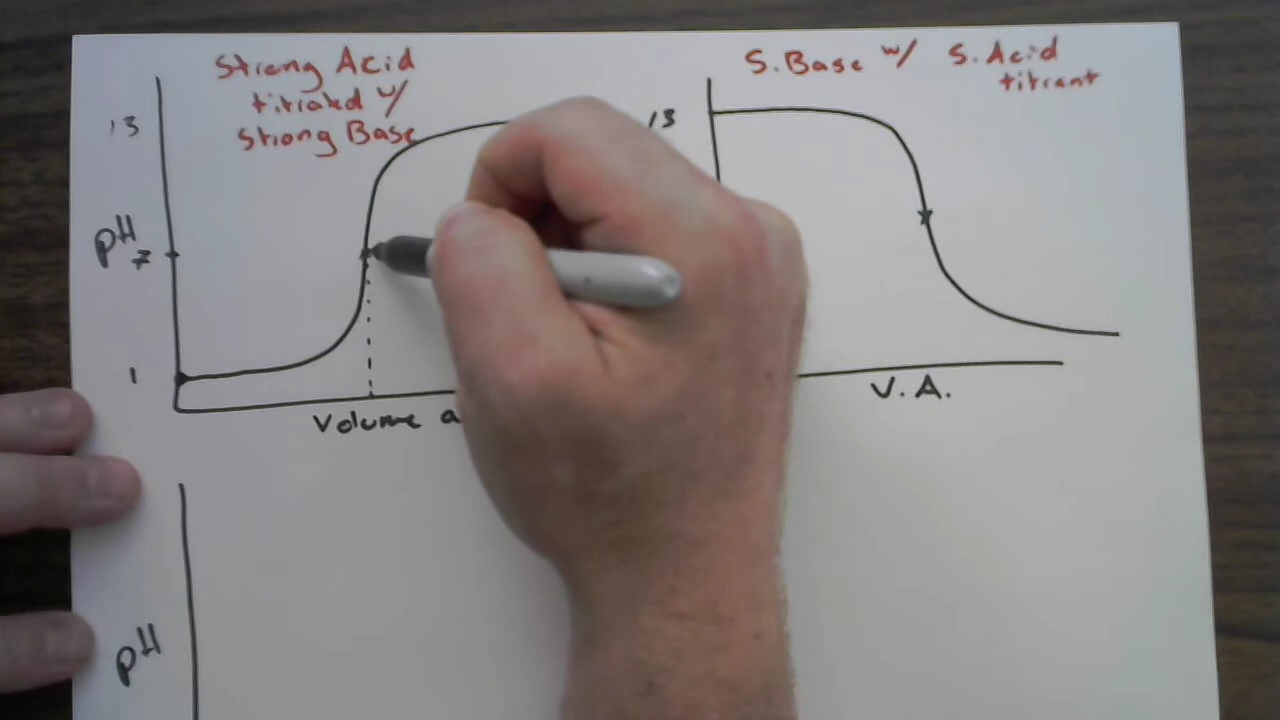 Strong Acid
titrated w/
Strong Base
13
pH
7
1
Volume a
S. Base w/ S. Acid
titrant
13
V. A.
pH